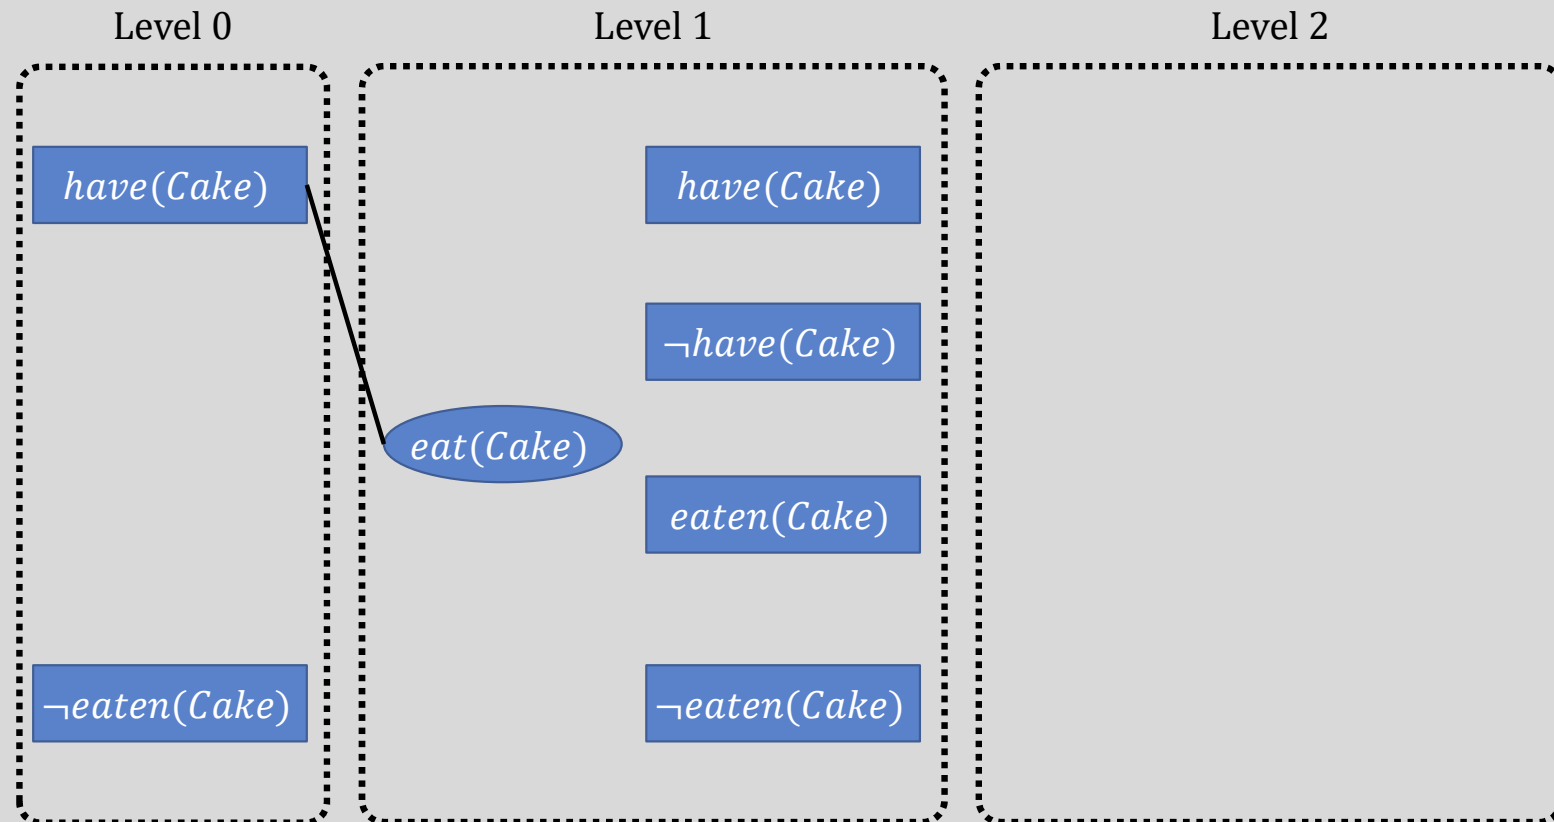 Level 0
Level 1
Level 2
have(Cake)
have(Cake)
¬have(Cake)
eat(Cake)
eaten(Cake)
¬eaten(Cake)
¬eaten(Cake)